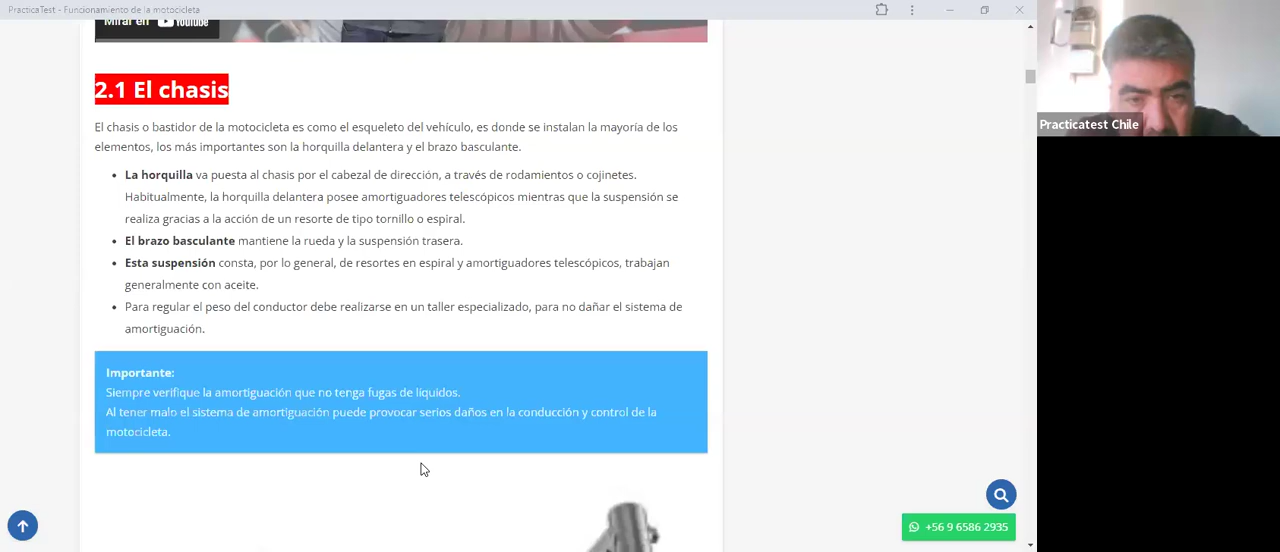 PracticaTest - Funcionamiento de la motocicleta
Mirar en YouTube
2.1 El chasis
El chasis o bastidor de la motocicleta es como el esqueleto del vehículo, es donde se instalan la mayoría de los
elementos, los más importantes son la horquilla delantera y el brazo basculante.
La horquilla va puesta al chasis por el cabezal de dirección, a través de rodamientos o cojinetes.
Habitualmente, la horquilla delantera posee amortiguadores telescópicos mientras que la suspensión se
realiza gracias a la acción de un resorte de tipo tornillo o espiral.
El brazo basculante mantiene la rueda y la suspensión trasera.
Esta suspensión consta, por lo general, de resortes en espiral y amortiguadores telescópicos, trabajan
generalmente con aceite.
Para regular el peso del conductor debe realizarse en un taller especializado, para no dañar el sistema de
amortiguación.
Importante:
Siempre verifique la amortiguación que no tenga fugas de líquidos.
Al tener malo el sistema de amortiguación puede provocar serios daños en la conducción y control de la
motocicleta.
+56 9 6586 2935
Practicatest Chile